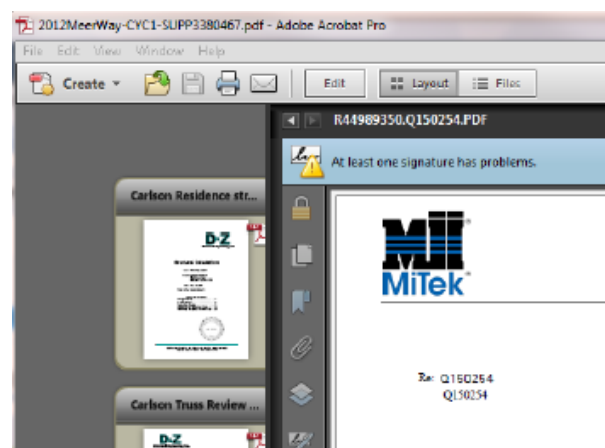 2012MeerWay-CYC1-SUPP3380467.pdf - Adobe Acrobat Pro
File Edit View Window Help
Create Edit Layout Files
R44989350.Q150254.PDF
At least one signature has problems.
Carlson Residence str...
D-Z
MiTek
Re: Q150254
Q150254
Carlson Truss Review ...
D-Z